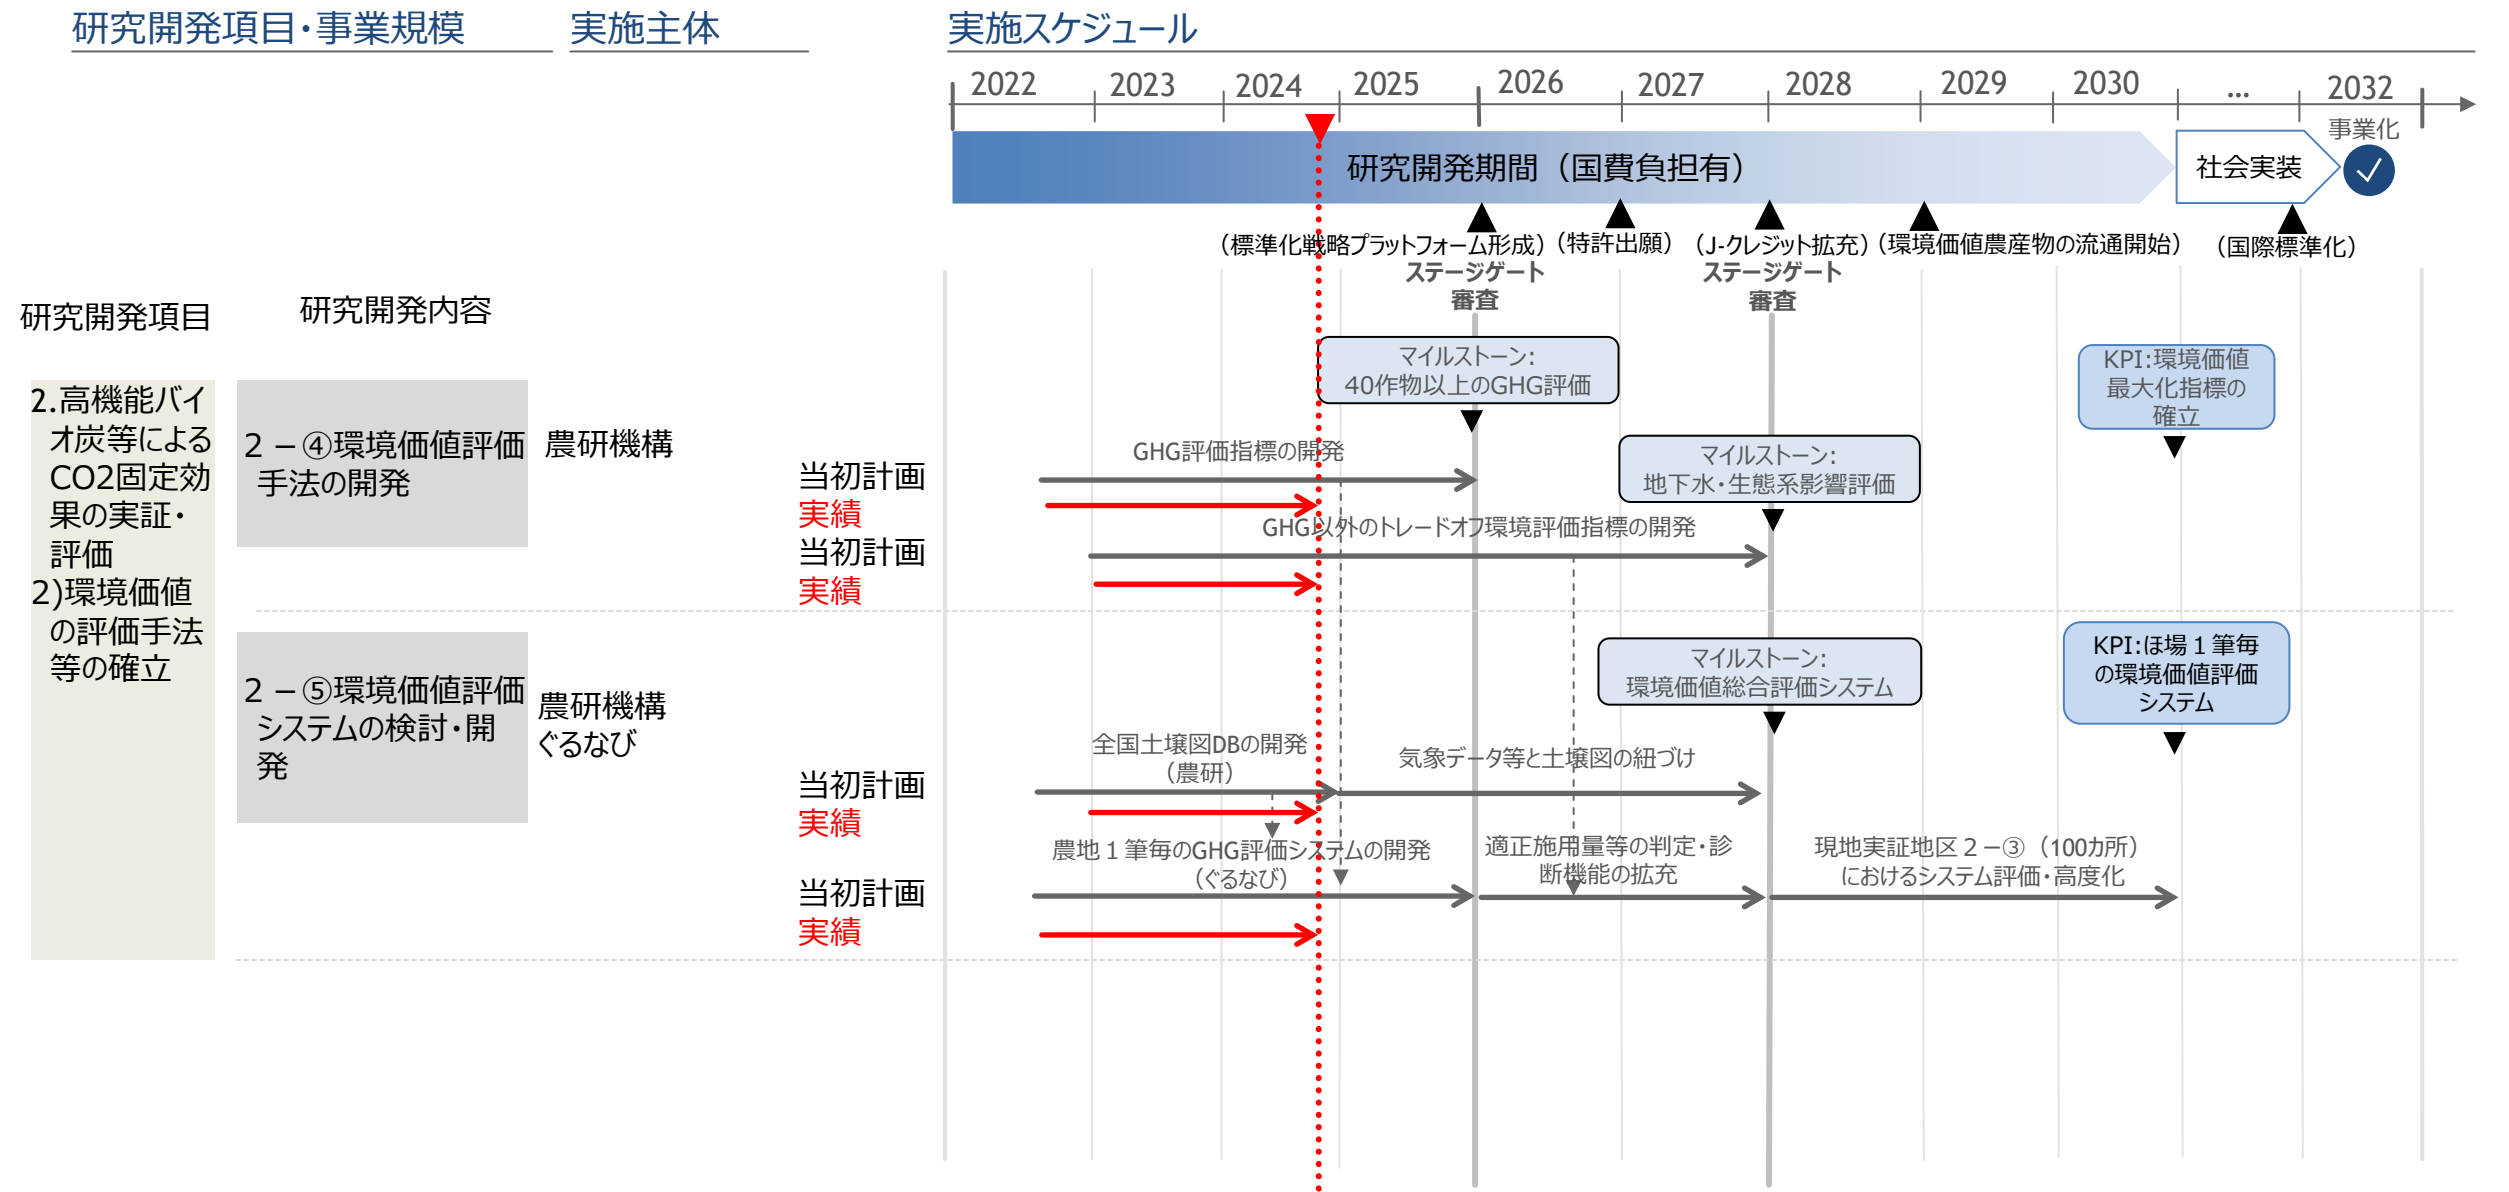 研究開発項目・事業規模
実施主体
実施スケジュール
2022
2023
2024
2025
2026
2027
2028
2029
2030
…
2032
事業化
研究開発期間（国費負担有）
社会実装
（標準化戦略プラットフォーム形成）
（特許出願）
（J-クレジット拡充）
（環境価値農産物の流通開始）
（国際標準化）
ステージゲート
審査
ステージゲート
審査
研究開発項目
研究開発内容
2.高機能バイ
オ炭等による
CO2固定効
果の実証・
評価
2)環境価値
の評価手法
等の確立
２－④環境価値評価
手法の開発
農研機構
マイルストーン:
40作物以上のGHG評価
KPI:環境価値
最大化指標の
確立
GHG評価指標の開発
当初計画
実績
マイルストーン:
地下水・生態系影響評価
GHG以外のトレードオフ環境評価指標の開発
当初計画
実績
２－⑤環境価値評価
システムの検討・開
発
農研機構
ぐるなび
マイルストーン:
環境価値総合評価システム
KPI:ほ場１筆毎
の環境価値評価
システム
全国土壌図DBの開発
（農研）
気象データ等と土壌図の紐づけ
当初計画
実績
農地１筆毎のGHG評価システムの開発
（ぐるなび）
適正施用量等の判定・診
断機能の拡充
現地実証地区２－③（100カ所）
におけるシステム評価・高度化
当初計画
実績